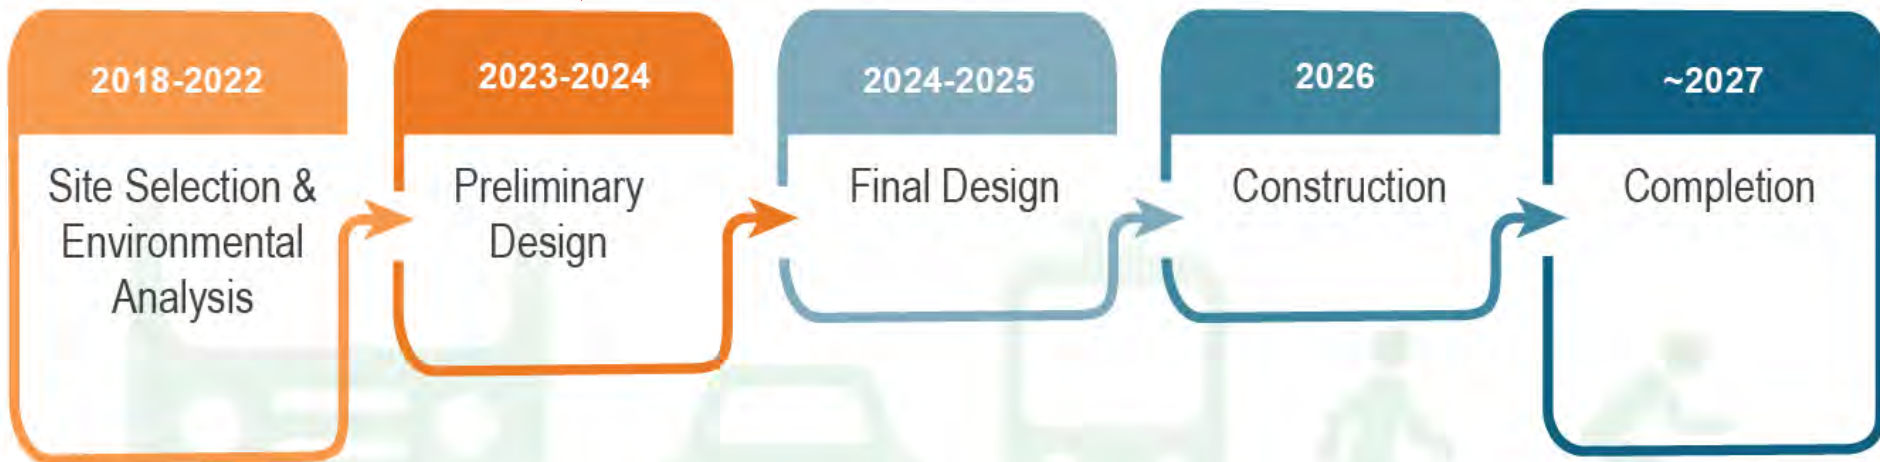 2018-2022
Site Selection &
Environmental
Analysis
2023-2024
Preliminary
Design
2024-2025
Final Design
2026
Construction
~2027
Completion